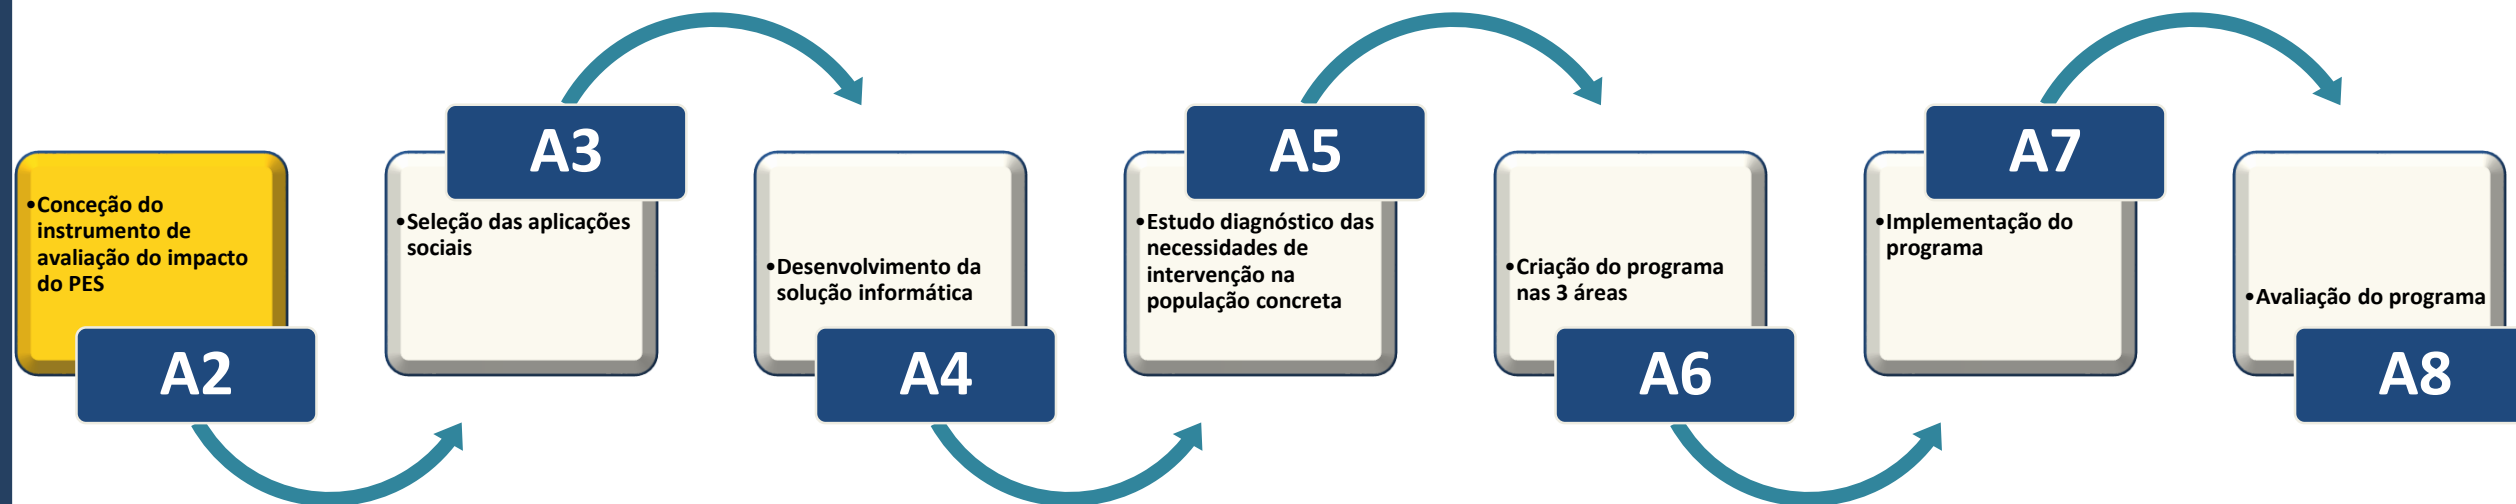 •Conceção do
instrumento de
avaliação do impacto
do PES
A2
A3
•Seleção das aplicações
sociais
•Desenvolvimento da
solução informática
A4
A5
•Estudo diagnóstico das
necessidades de
intervenção na
população concreta
•Criação do programa
nas 3 áreas
A6
A7
•Implementação do
programa
•Avaliação do programa
A8